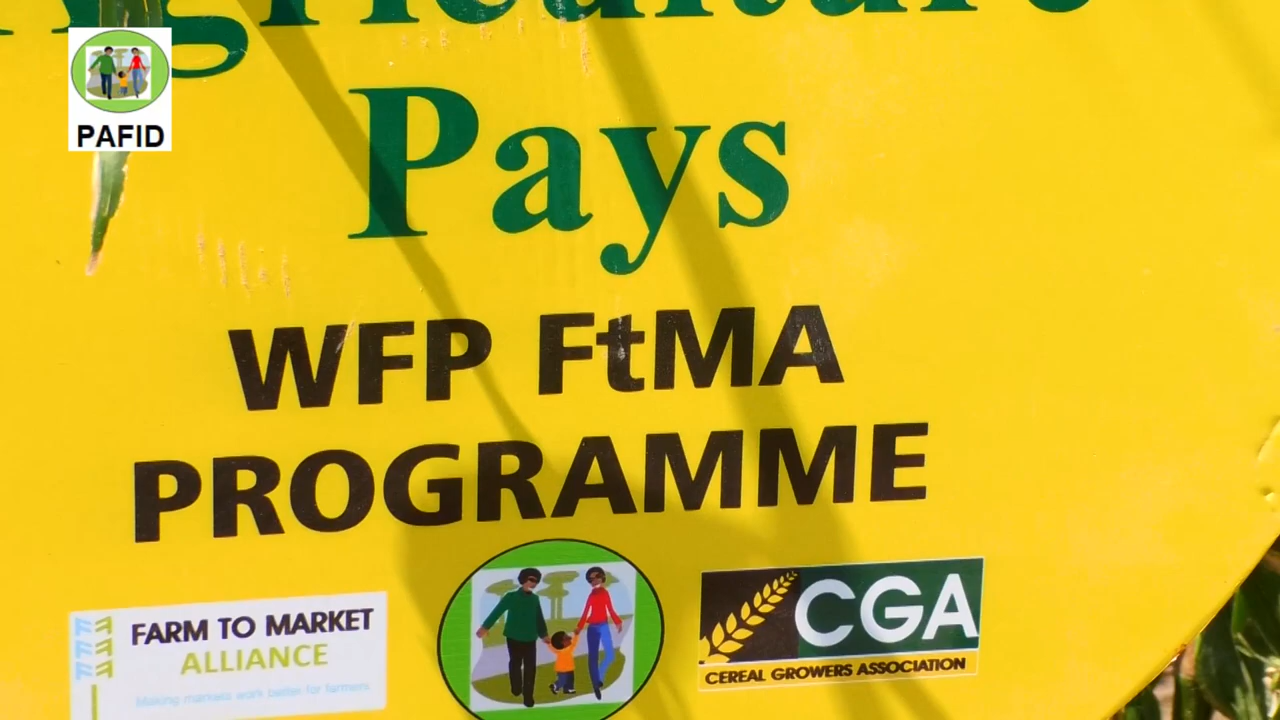 Agriculture
PAFID
Pays
WFP FtMA
PROGRAMME
FARM TO MARKET
ALLIANCE
Making markets work better for farmers
CGA
CEREAL GROWERS ASSOCIATION